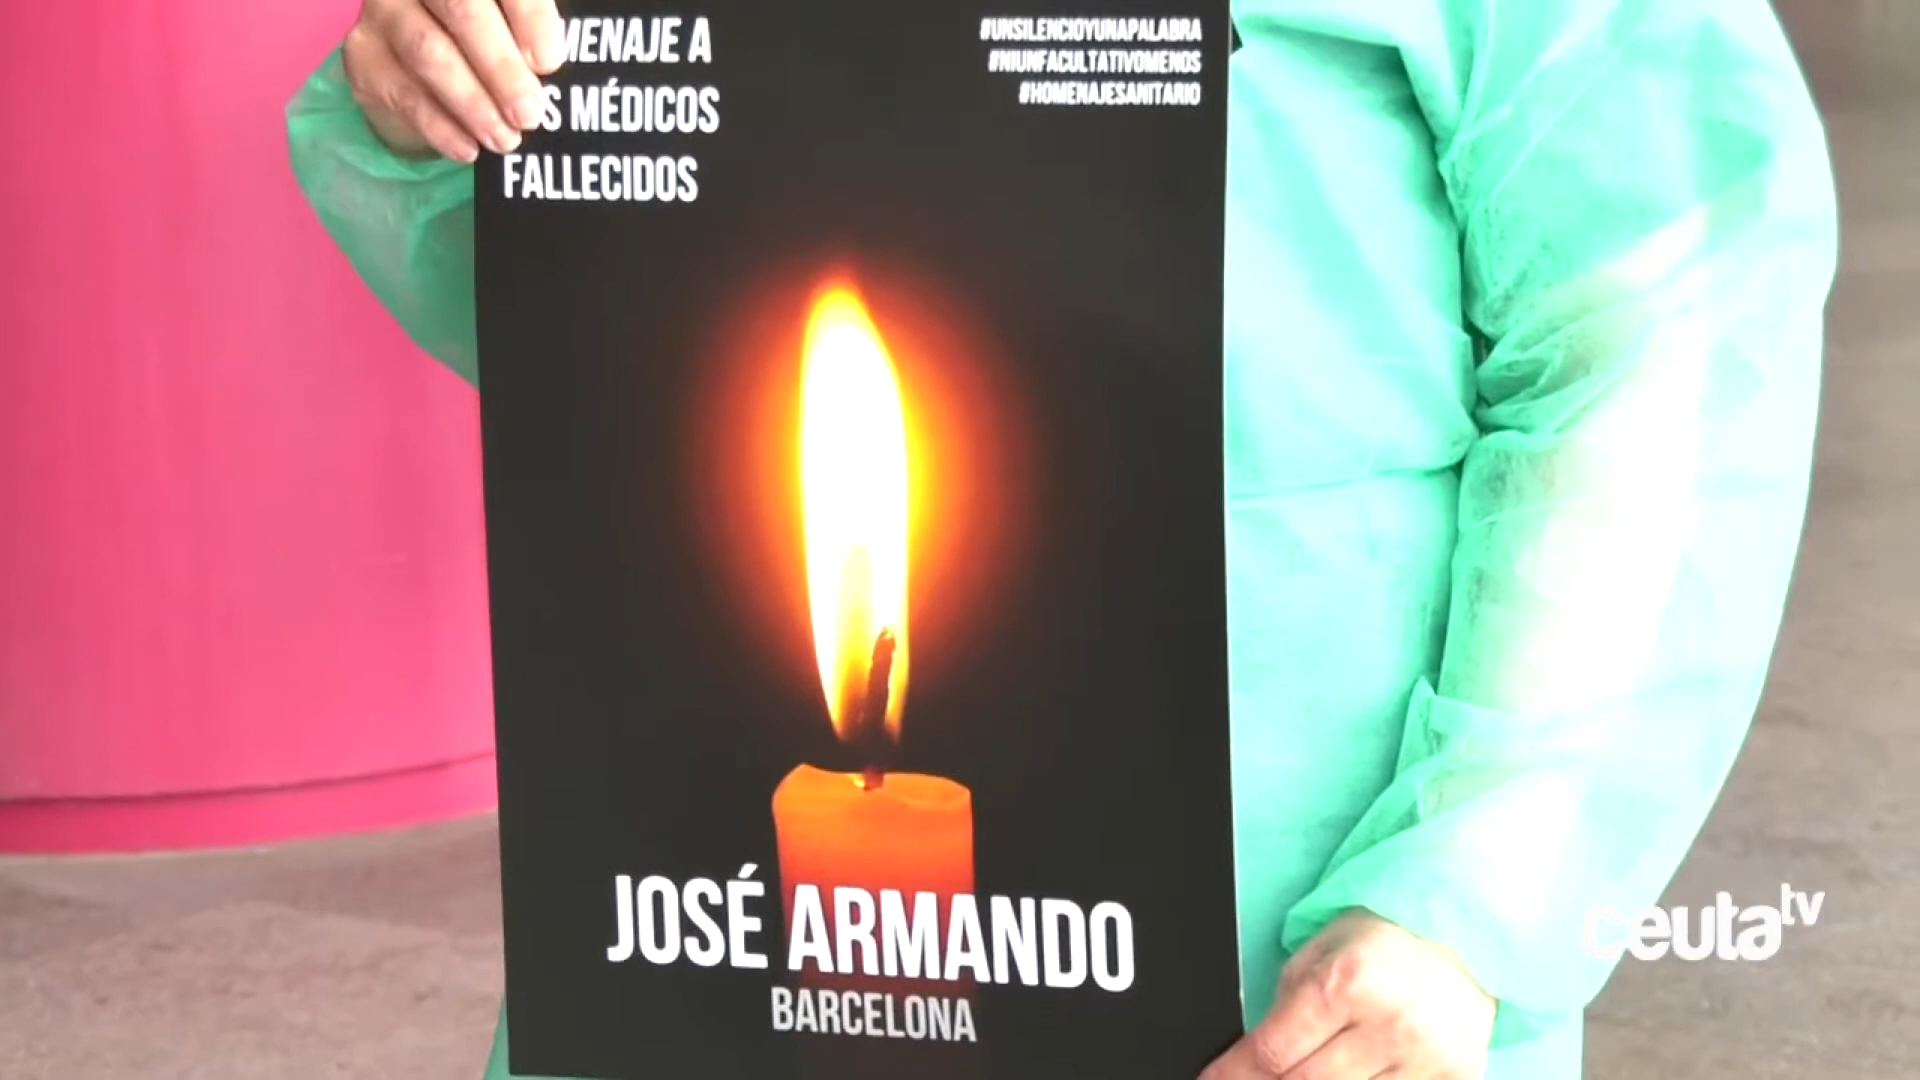 MENAJE A
S MÉDICOS
FALLECIDOS
#UNSILENCIOYUNAPALABRA
#NIUNFACULTATIVOMENOS
#HOMENAJESANITARIO
JOSÉ ARMANDO
BARCELONA
ceuta tv